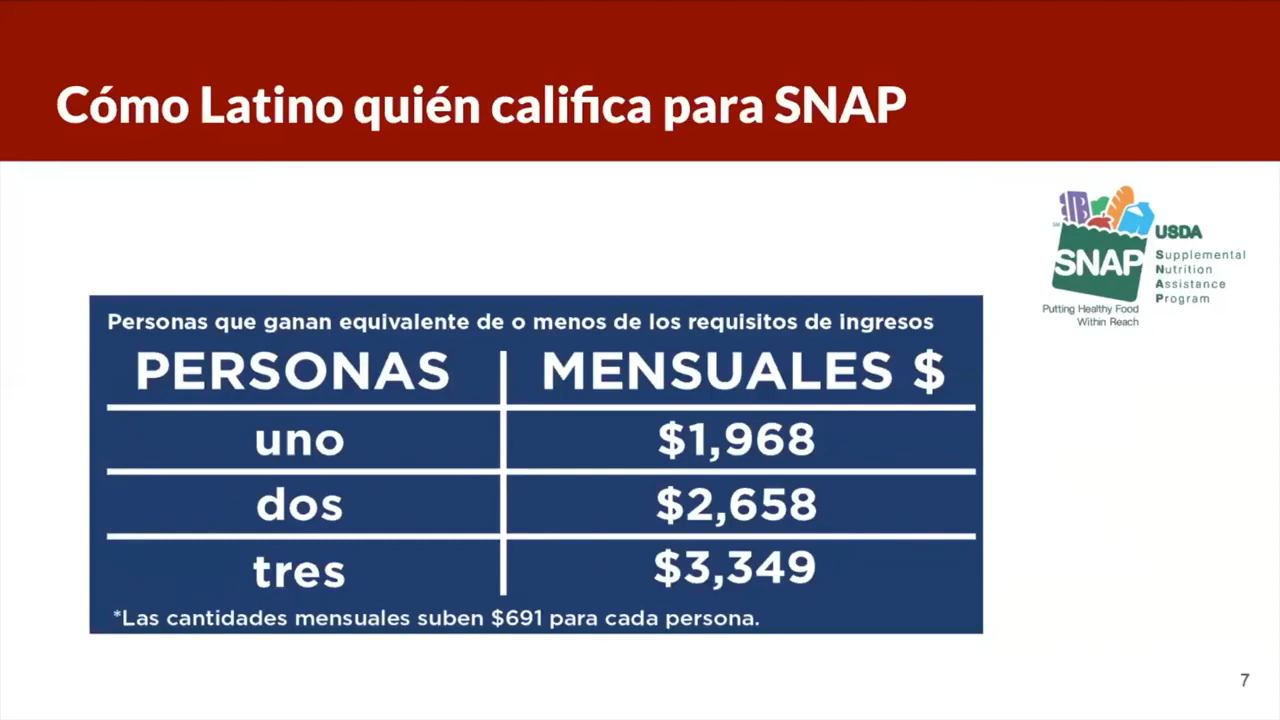 Cómo Latino quién califica para SNAP
SNAP
USDA
Supplemental
Nutrition
Assistance
Program
Putting Healthy Food
Within Reach
Personas que ganan equivalente de o menos de los requisitos de ingresos
PERSONAS MENSUALES $
uno $1,968
dos $2,658
tres $3,349
*Las cantidades mensuales suben $691 para cada persona.
7